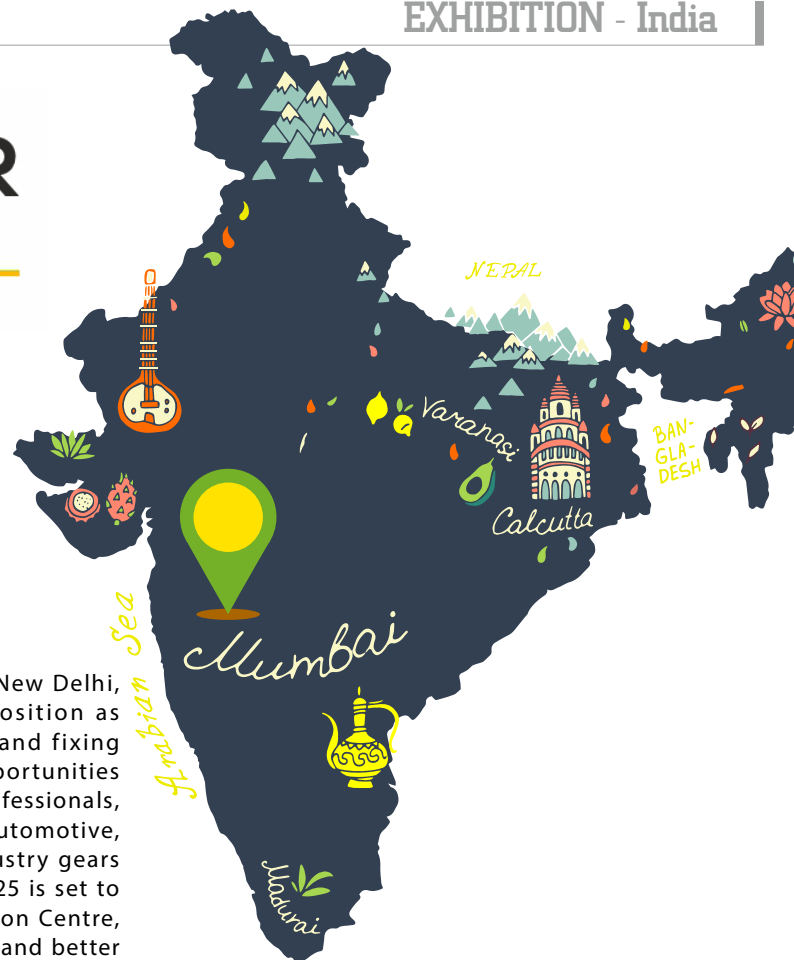 EXHIBITION - India
R
NEPAL
Varanasi
BAN-
GLA-
DESH
Calcutta
Arabian Sea
Mumbai
New Delhi,
osition as
and fixing
portunities
fessionals,
utomotive,
ustry gears
25 is set to
on Centre,
and better
Madurai